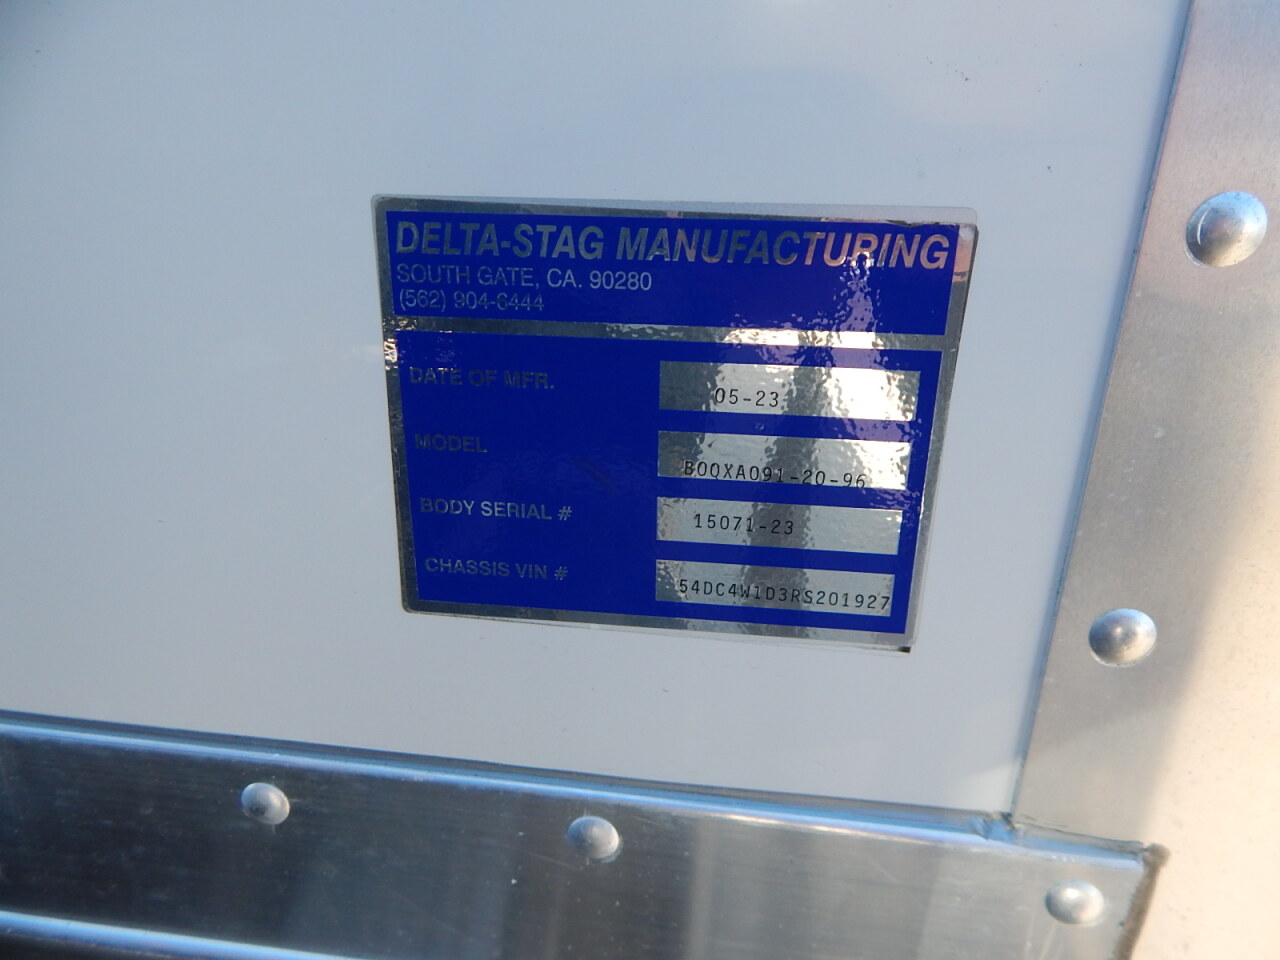 DELTA-STAG MANUFACTURING
SOUTH GATE, CA. 90280
(562) 904-6444
DATE OF MFR. 05-23
MODEL B0QXA091-20-96
BODY SERIAL # 15071-23
CHASSIS VIN # 54DC4W1D3RS201927